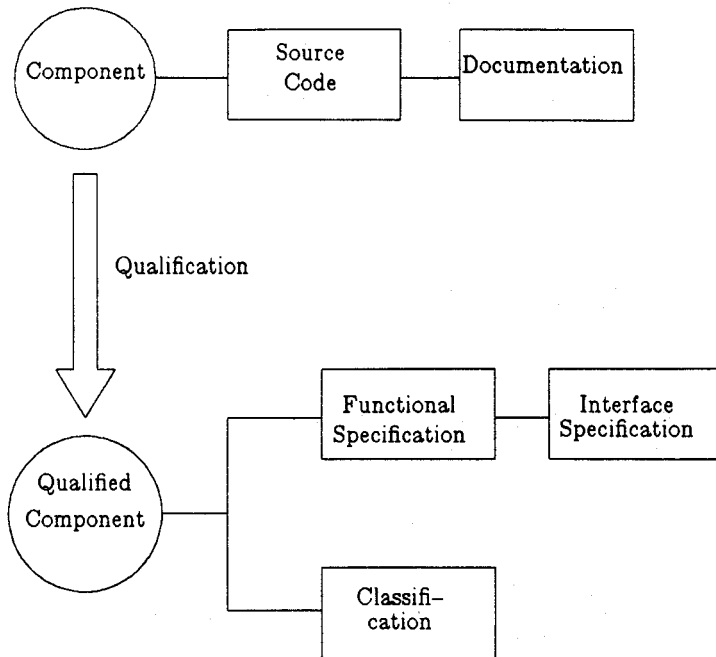 Component
Source
Code
Documentation
Qualification
Functional
Specification
Interface
Specification
Qualified
Component
Classifi–
cation